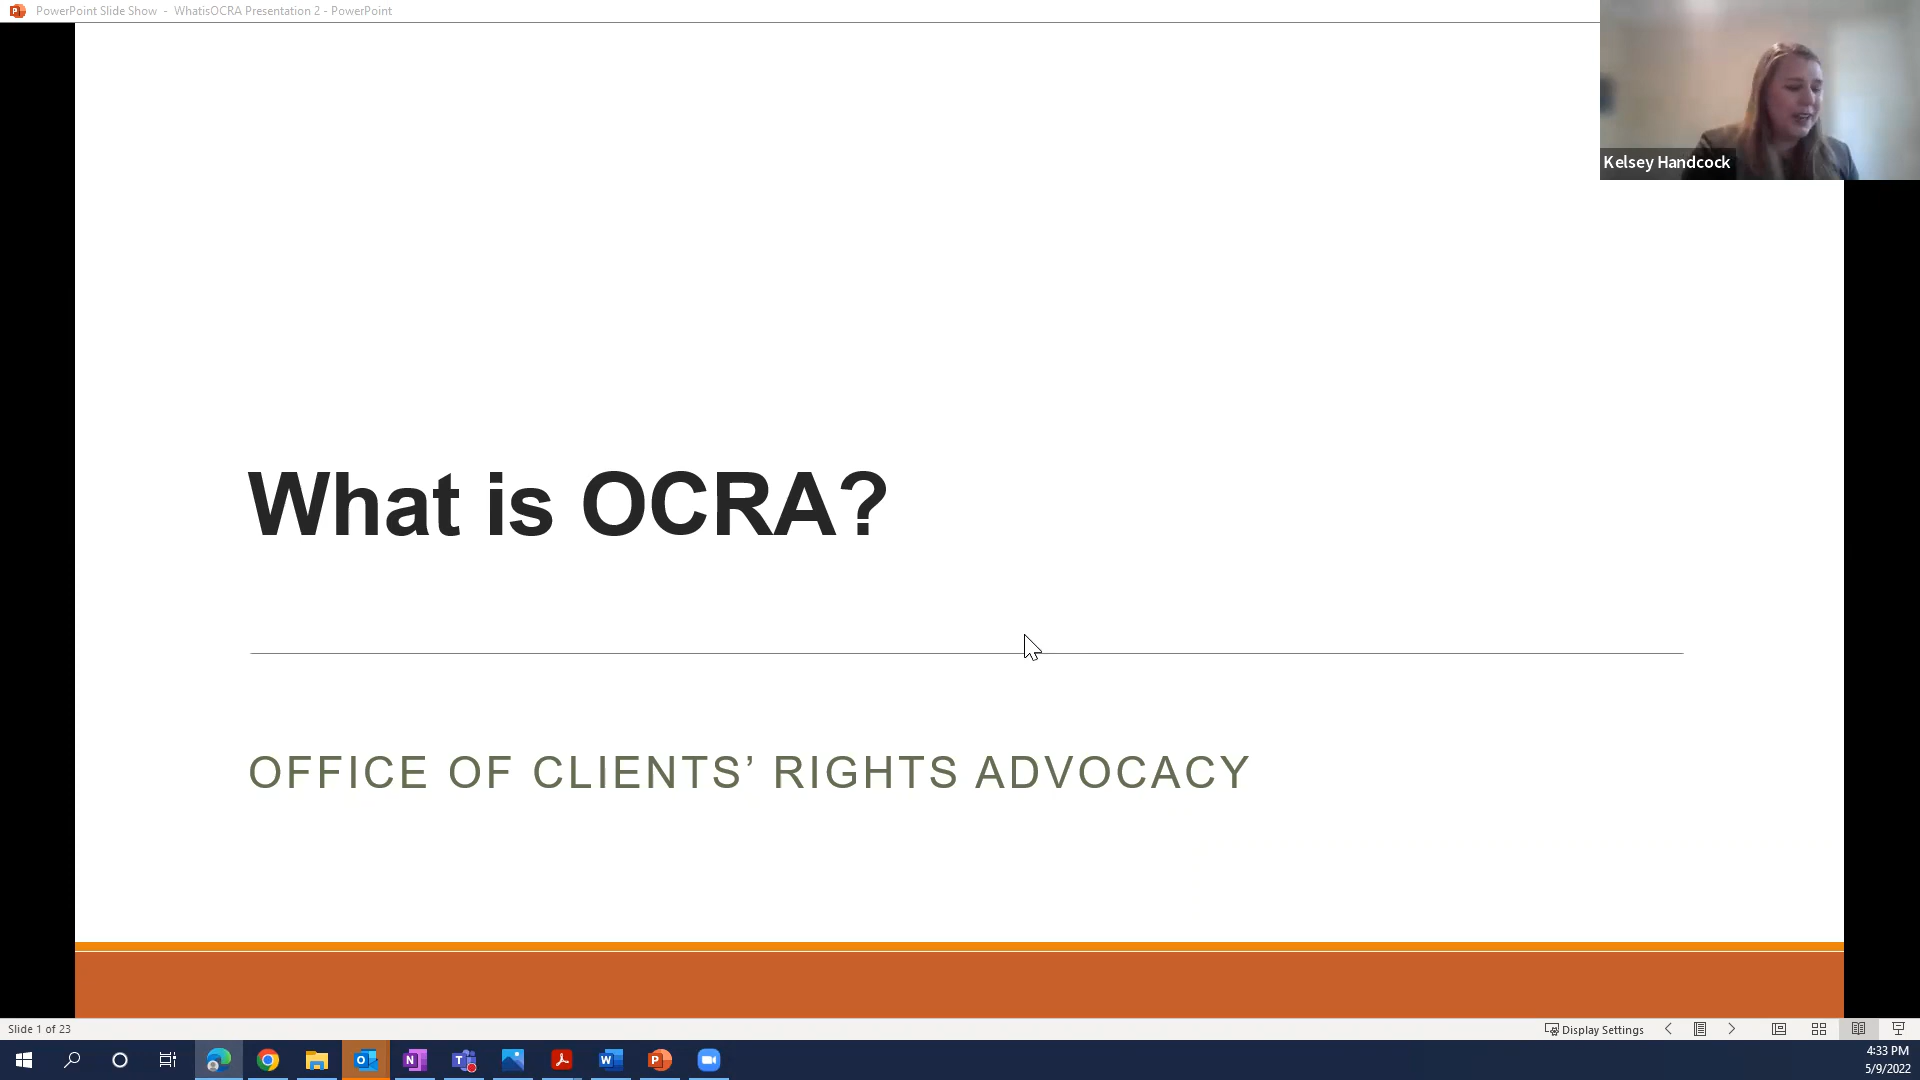 PowerPoint Slide Show - WhatisOCRA Presentation 2 - PowerPoint
Kelsey Handcock
What is OCRA?
OFFICE OF CLIENTS’ RIGHTS ADVOCACY
Slide 1 of 23
Display Settings
4:33 PM
5/9/2022